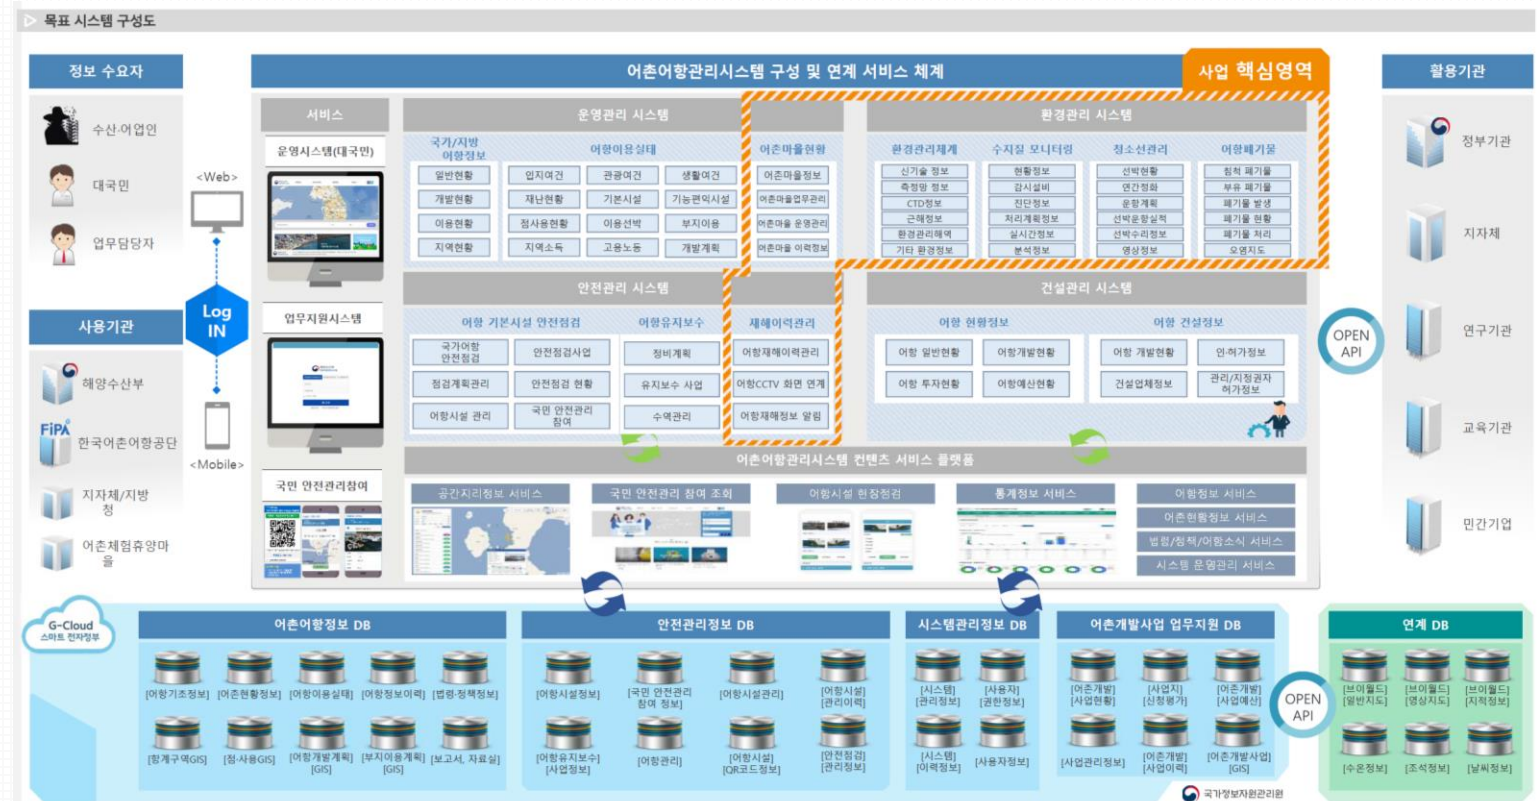 목표 시스템 구성도
정보 수요자
수산·어업인
대국민
업무담당자
사용기관
해양수산부
FiPA
한국어촌어항공단
지자체/지방
청
어촌체험휴양마
을
<Web>
Log
IN
<Mobile>
어촌어항관리시스템 구성 및 연계 서비스 체계
사업 핵심영역
서비스
운영시스템(대국민)
업무지원시스템
국민 안전관리참여
운영관리 시스템
국가/지방
어항정보
일반현황
개발현황
이용현황
지역현황
어항이용실태
입지여건
관광여건
생활여건
재난현황
기본시설
기능편익시설
점사용현황
이용선박
부지이용
지역소득
고용노동
개발계획
어촌마을현황
어촌마을정보
어촌마을업무관리
어촌마을 운영관리
어촌마을 이력정보
환경관리 시스템
환경관리체계
신기술 정보
측정망 정보
CTD정보
근해정보
환경관리해역
기타 환경정보
수지질 모니터링
현황정보
감시설비
진단정보
처리계획정보
실시간정보
분석정보
청소선관리
선박현황
연간정화
운항계획
선박운항실적
선박수리정보
영상정보
어항폐기물
침적 폐기물
부유 폐기물
폐기물 발생
폐기물 현황
폐기물 처리
오염지도
안전관리 시스템
어항 기본시설 안전점검
국가어항
안전점검
안전점검사업
점검계획관리
안전점검 현황
어항시설 관리
국민 안전관리
참여
어항유지보수
정비계획
유지보수 사업
수역관리
재해이력관리
어항재해이력관리
어항CCTV 화면 연계
어항재해정보 알림
건설관리 시스템
어항 현황정보
어항 일반현황
어항개발현황
어항 투자현황
어항예산현황
어항 건설정보
어항 개발현황
인·허가정보
건설업체정보
관리/지정권자
허가정보
어촌어항관리시스템 컨텐츠 서비스 플랫폼
공간지리정보 서비스
국민 안전관리 참여 조회
어항시설 현장점검
통계정보 서비스
어항정보 서비스
어촌현황정보 서비스
법령/정책/어항소식 서비스
시스템 운영관리 서비스
OPEN
API
활용기관
정부기관
지자체
연구기관
교육기관
민간기업
G-Cloud
스마트 전자정부
어촌어항정보 DB
[어항기초정보]
[어촌현황정보]
[어항이용실태]
[어항정보이력]
[법령·정책정보]
[항계구역GIS]
[점·사용GIS]
[어항개발계획]
[GIS]
[부지이용계획]
[GIS]
[보고서, 자료실]
안전관리정보 DB
[어항시설정보]
[국민 안전관리
참여 정보]
[어항시설관리]
[어항시설]
[관리이력]
[어항유지보수]
[사업정보]
[어항관리]
[어항시설]
[QR코드정보]
[안전점검]
[관리정보]
시스템관리정보 DB
[시스템]
[관리정보]
[사용자]
[권한정보]
[시스템]
[이력정보]
[사용자정보]
어촌개발사업 업무지원 DB
[어촌개발]
[사업현황]
[사업지]
[신청평가]
[어촌개발]
[사업예산]
[사업관리정보]
[어촌개발]
[사업이력]
[어촌개발사업]
[GIS]
OPEN
API
연계 DB
[브이월드]
[일반지도]
[브이월드]
[영상지도]
[브이월드]
[지적정보]
[수온정보]
[조석정보]
[날씨정보]
국가정보자원관리원